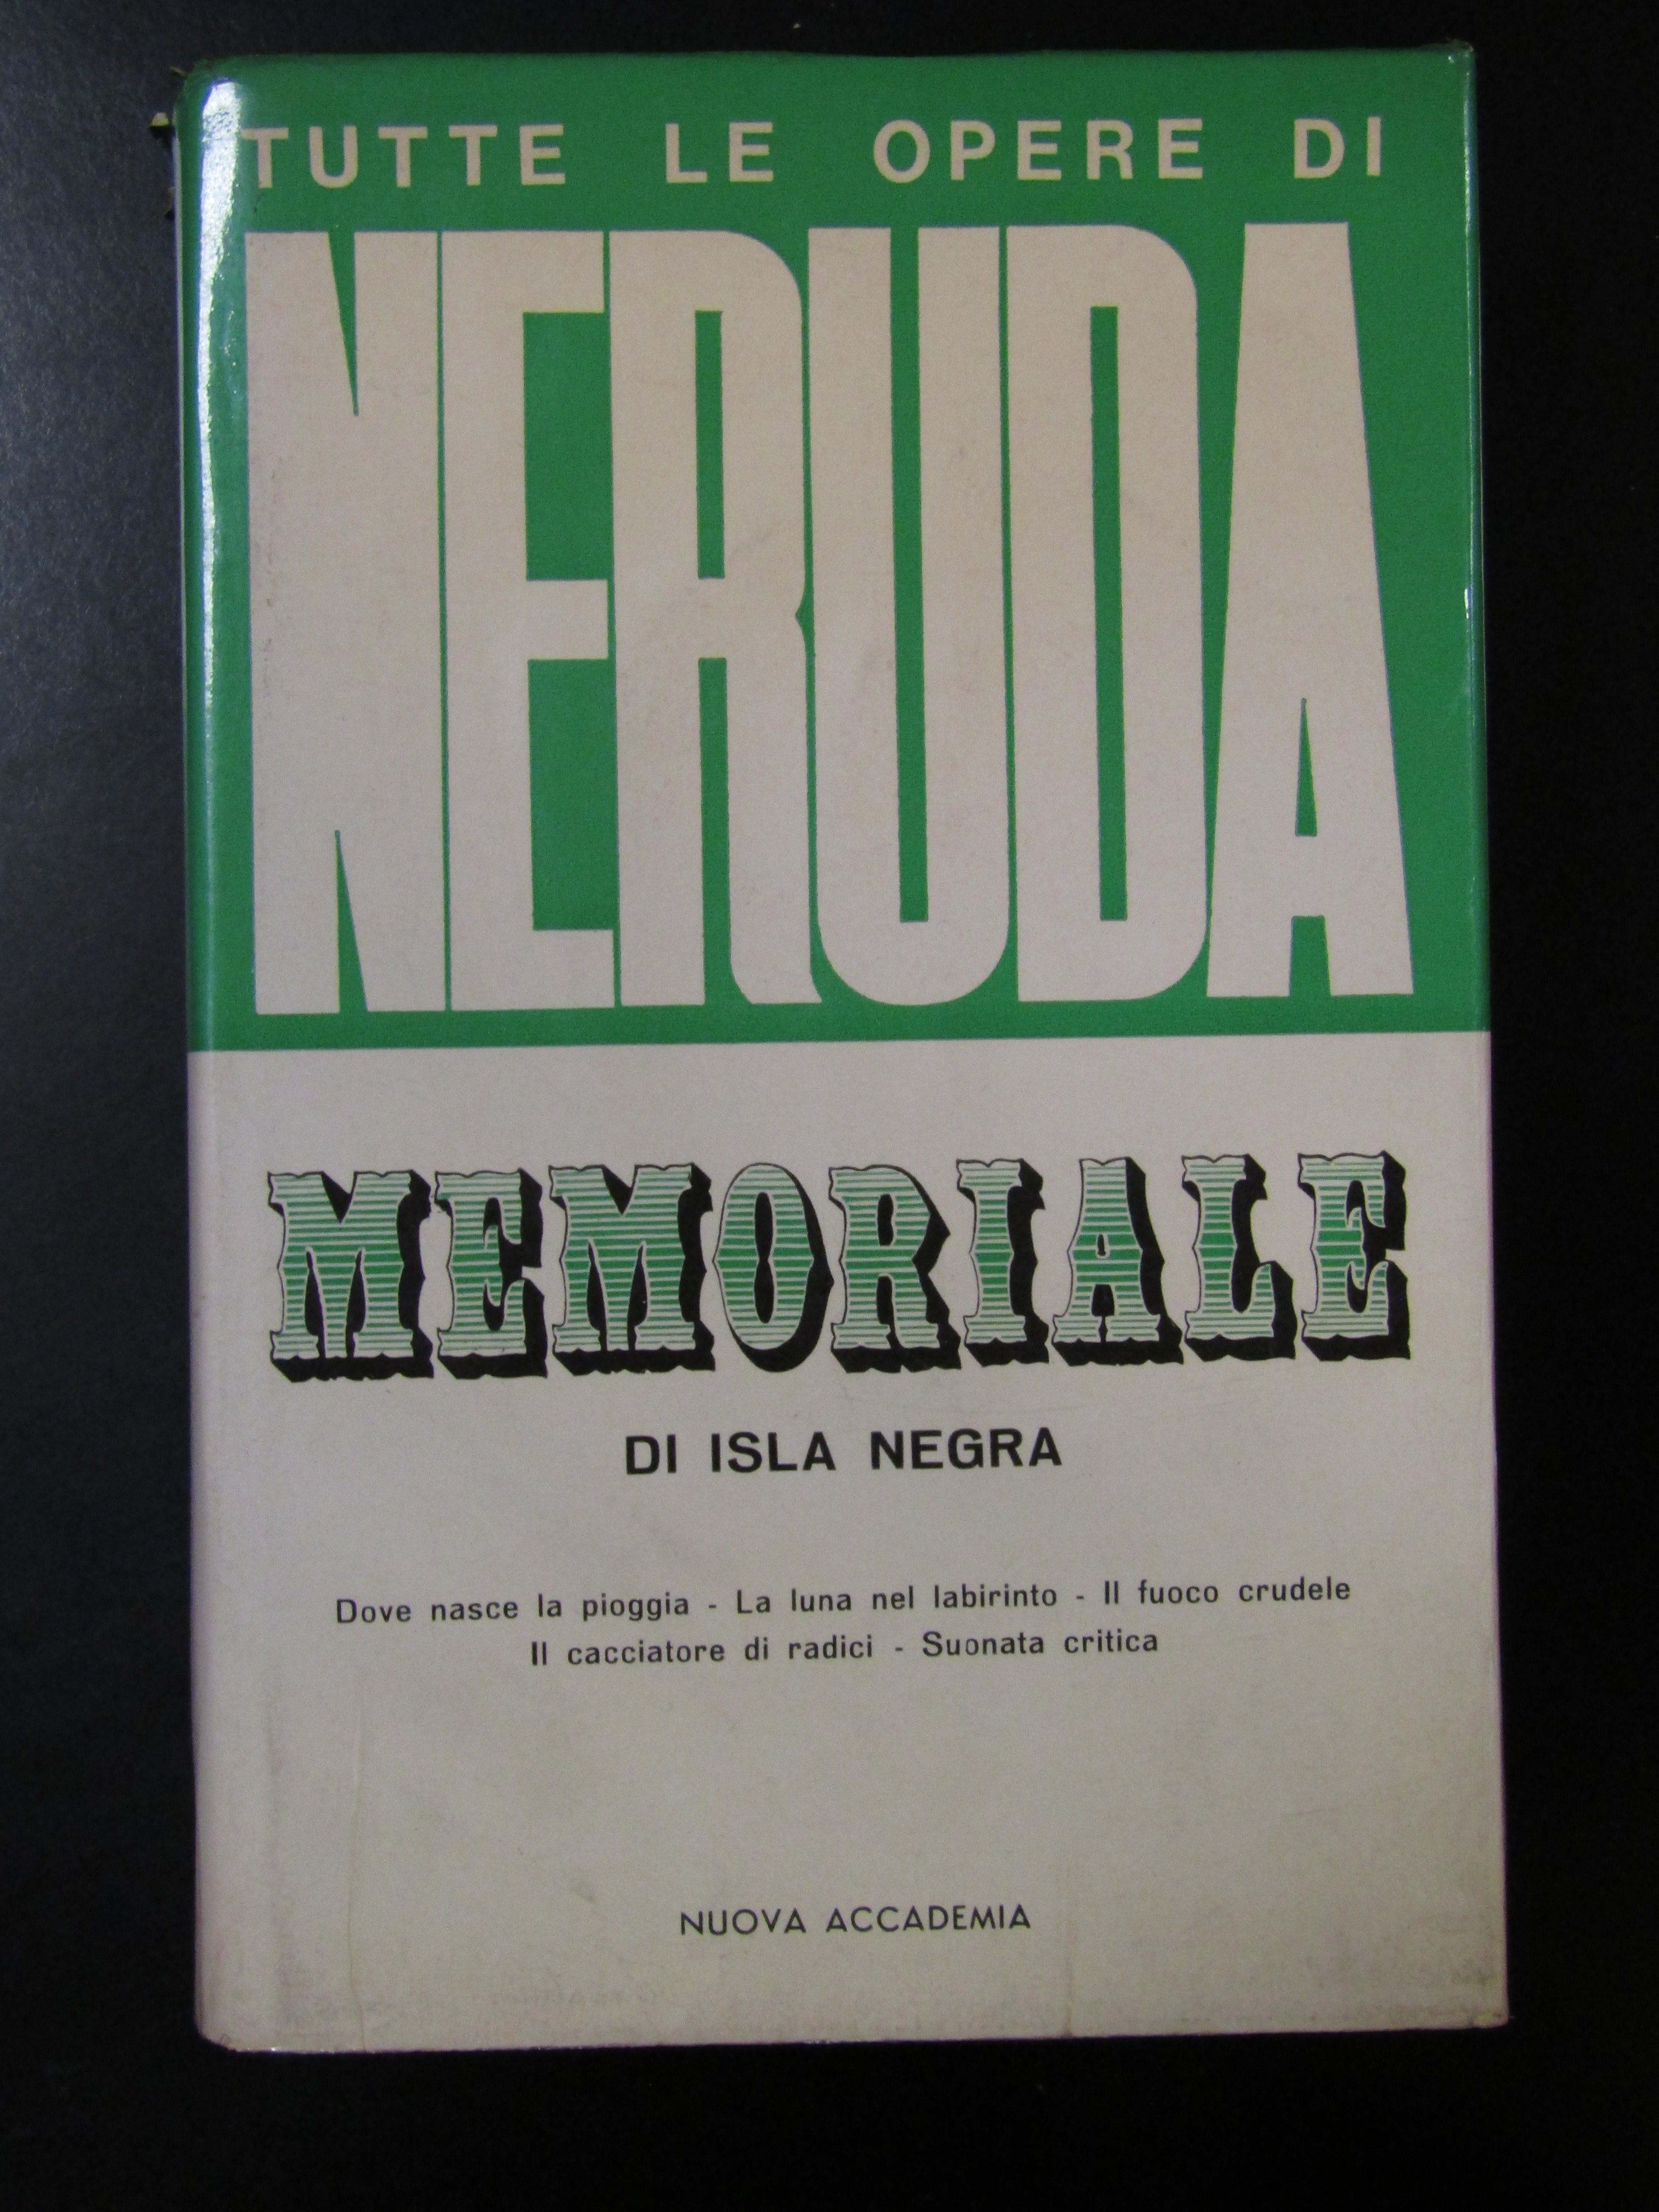 TUTTE LE OPERE DI
NERUDA
MEMORIALE
DI ISLA NEGRA
Dove nasce la pioggia - La luna nel labirinto - Il fuoco crudele
Il cacciatore di radici - Suonata critica
NUOVA ACCADEMIA